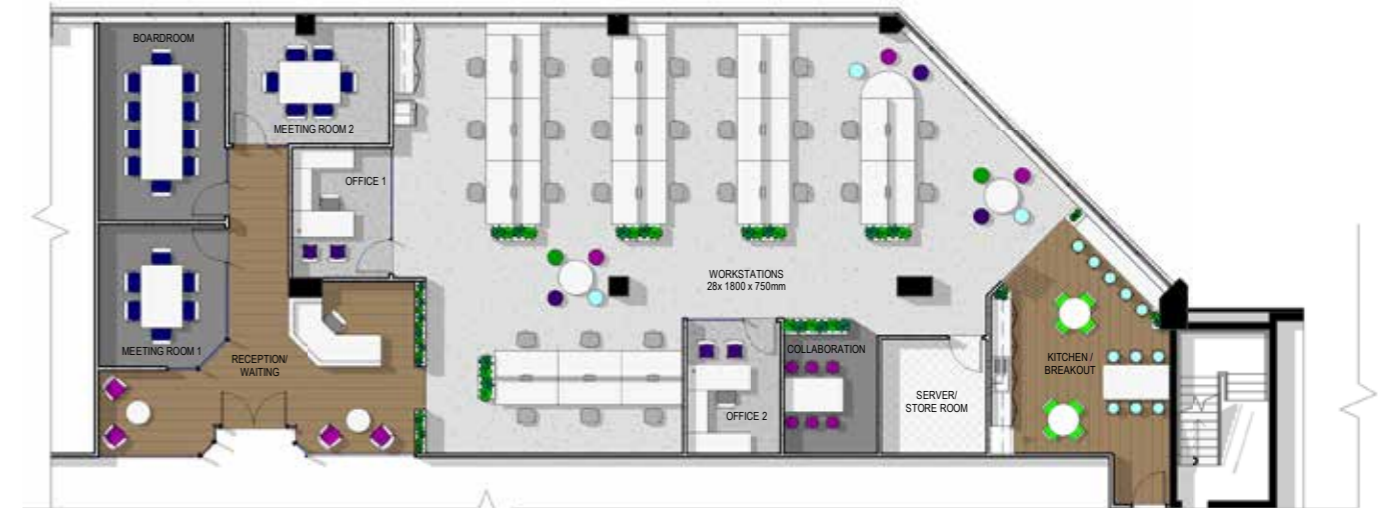 BOARDROOM
MEETING ROOM 2
OFFICE 1
WORKSTATIONS
28x 1800 x 750mm
MEETING ROOM 1
RECEPTION/
WAITING
COLLABORATION
OFFICE 2
SERVER/
STORE ROOM
KITCHEN /
BREAKOUT